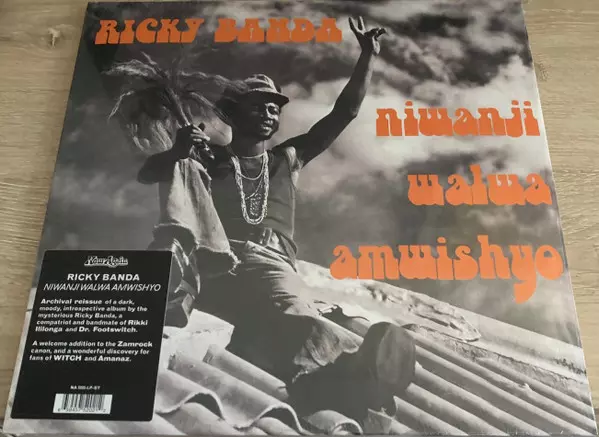 RICKY BANDA
niwanji
walwa
amwishyo
Now-Again
RICKY BANDA
NIWANJI WALWA AMWISHYO
Archival reissue of a dark,
moody, introspective album by the
mysterious Ricky Banda, a
compatriot and bandmate of Rikki
Ililonga and Dr. Footswitch.
A welcome addition to the Zamrock
canon, and a wonderful discovery for
fans of WITCH and Amanaz.